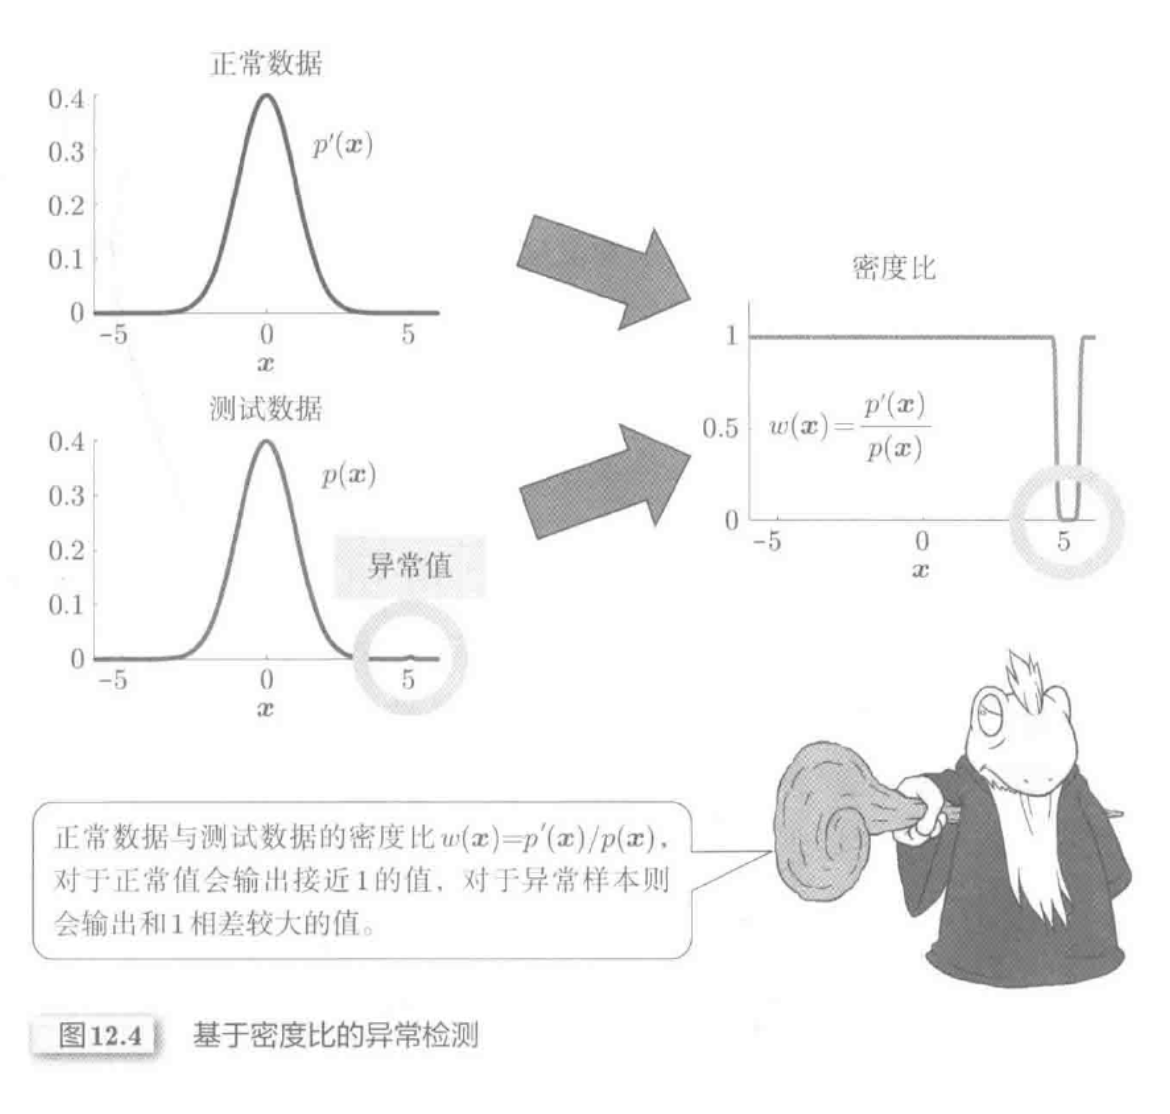 正常数据
0.4
0.3
0.2
0.1
0
p′(x)
−5 0 5
x
测试数据
0.4
0.3
0.2
0.1
0
p(x)
异常值
−5 0 5
x
密度比
1
0.5
0
w(x)=p′(x)/p(x)
−5 0 5
x
正常数据与测试数据的密度比w(x)=p′(x)/p(x),
对于正常值会输出接近1的值,对于异常样本则
会输出和1相差较大的值。
图12.4 基于密度比的异常检测